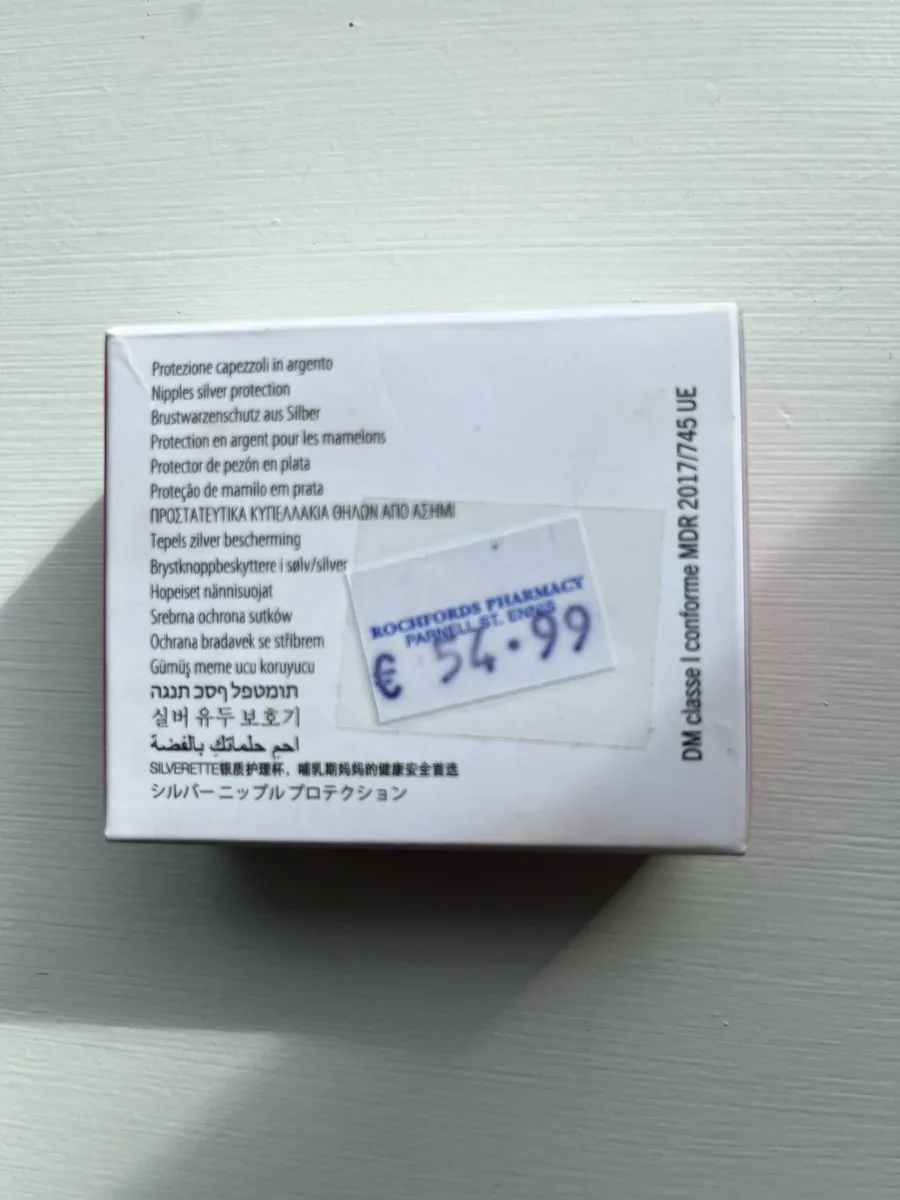 Protezione capezzoli in argento
Nipples silver protection
Brustwarzenschutz aus Silber
Protection en argent pour les mamelons
Protector de pezón en plata
Proteção de mamilo em prata
ΠΡΟΣΤΑΤΕΥΤΙΚΑ ΚΥΠΕΛΛΑΚΙΑ ΘΗΛΩΝ ΑΠΟ ΑΣΗΜΙ
Tepels zilver bescherming
Brystknoppbeskyttere i sølv/silver
Hopeiset nännisuojat
Srebrna ochrona sutków
Ochrana bradavek se stříbrem
Gümüş meme ucu koruyucu
תומטפל ףסכ תנגה
실버 유두 보호기
احمِ حلماتكِ بالفضة
SILVERETTE银质护理杯，哺乳期妈妈的健康安全首选
シルバー ニップル プロテクション
ROCHFORDS PHARMACY
PARNELL ST. ENNIS
€ 54.99
DM classe I conforme MDR 2017/745 UE